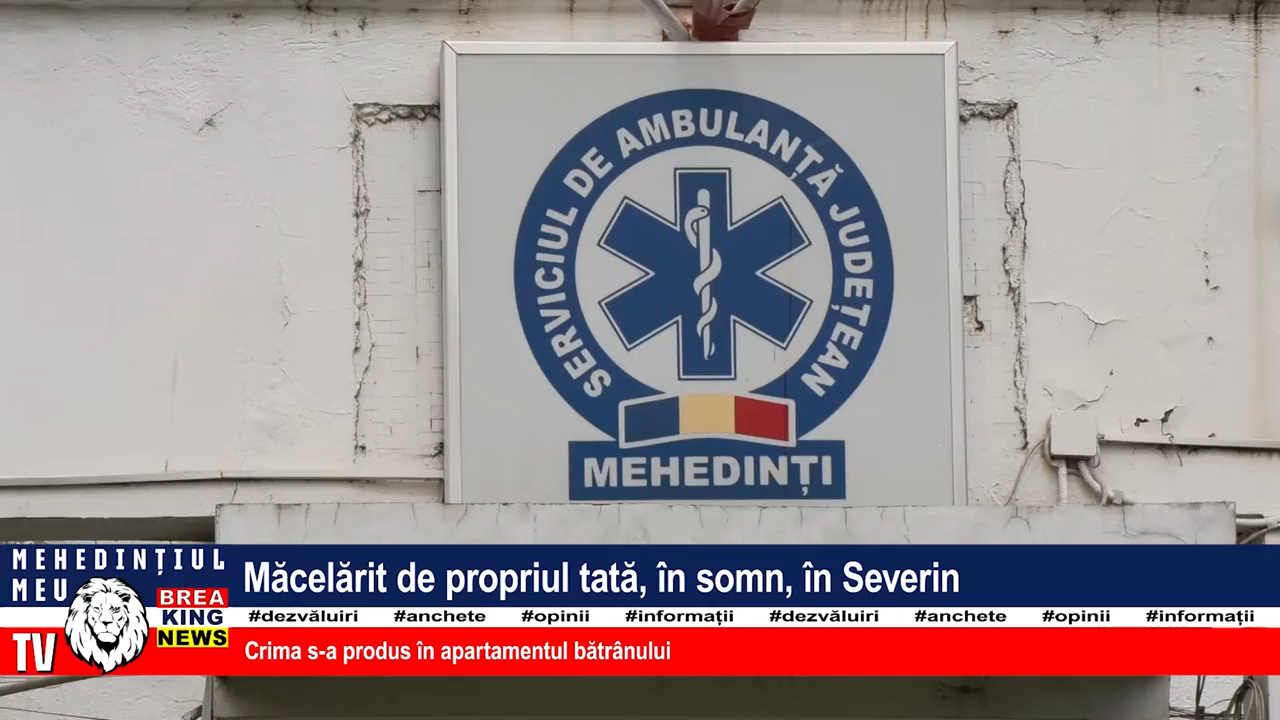 SERVICIUL DE AMBULANȚĂ JUDEȚEAN
MEHEDINȚI
MEHEDINȚIUL
MEU
TV
BREA
KING
NEWS
Măcelărit de propriul tată, în somn, în Severin
#dezvăluiri #anchete #opinii #informații #dezvăluiri #anchete #opinii #informații
Crima s-a produs în apartamentul bătrânului